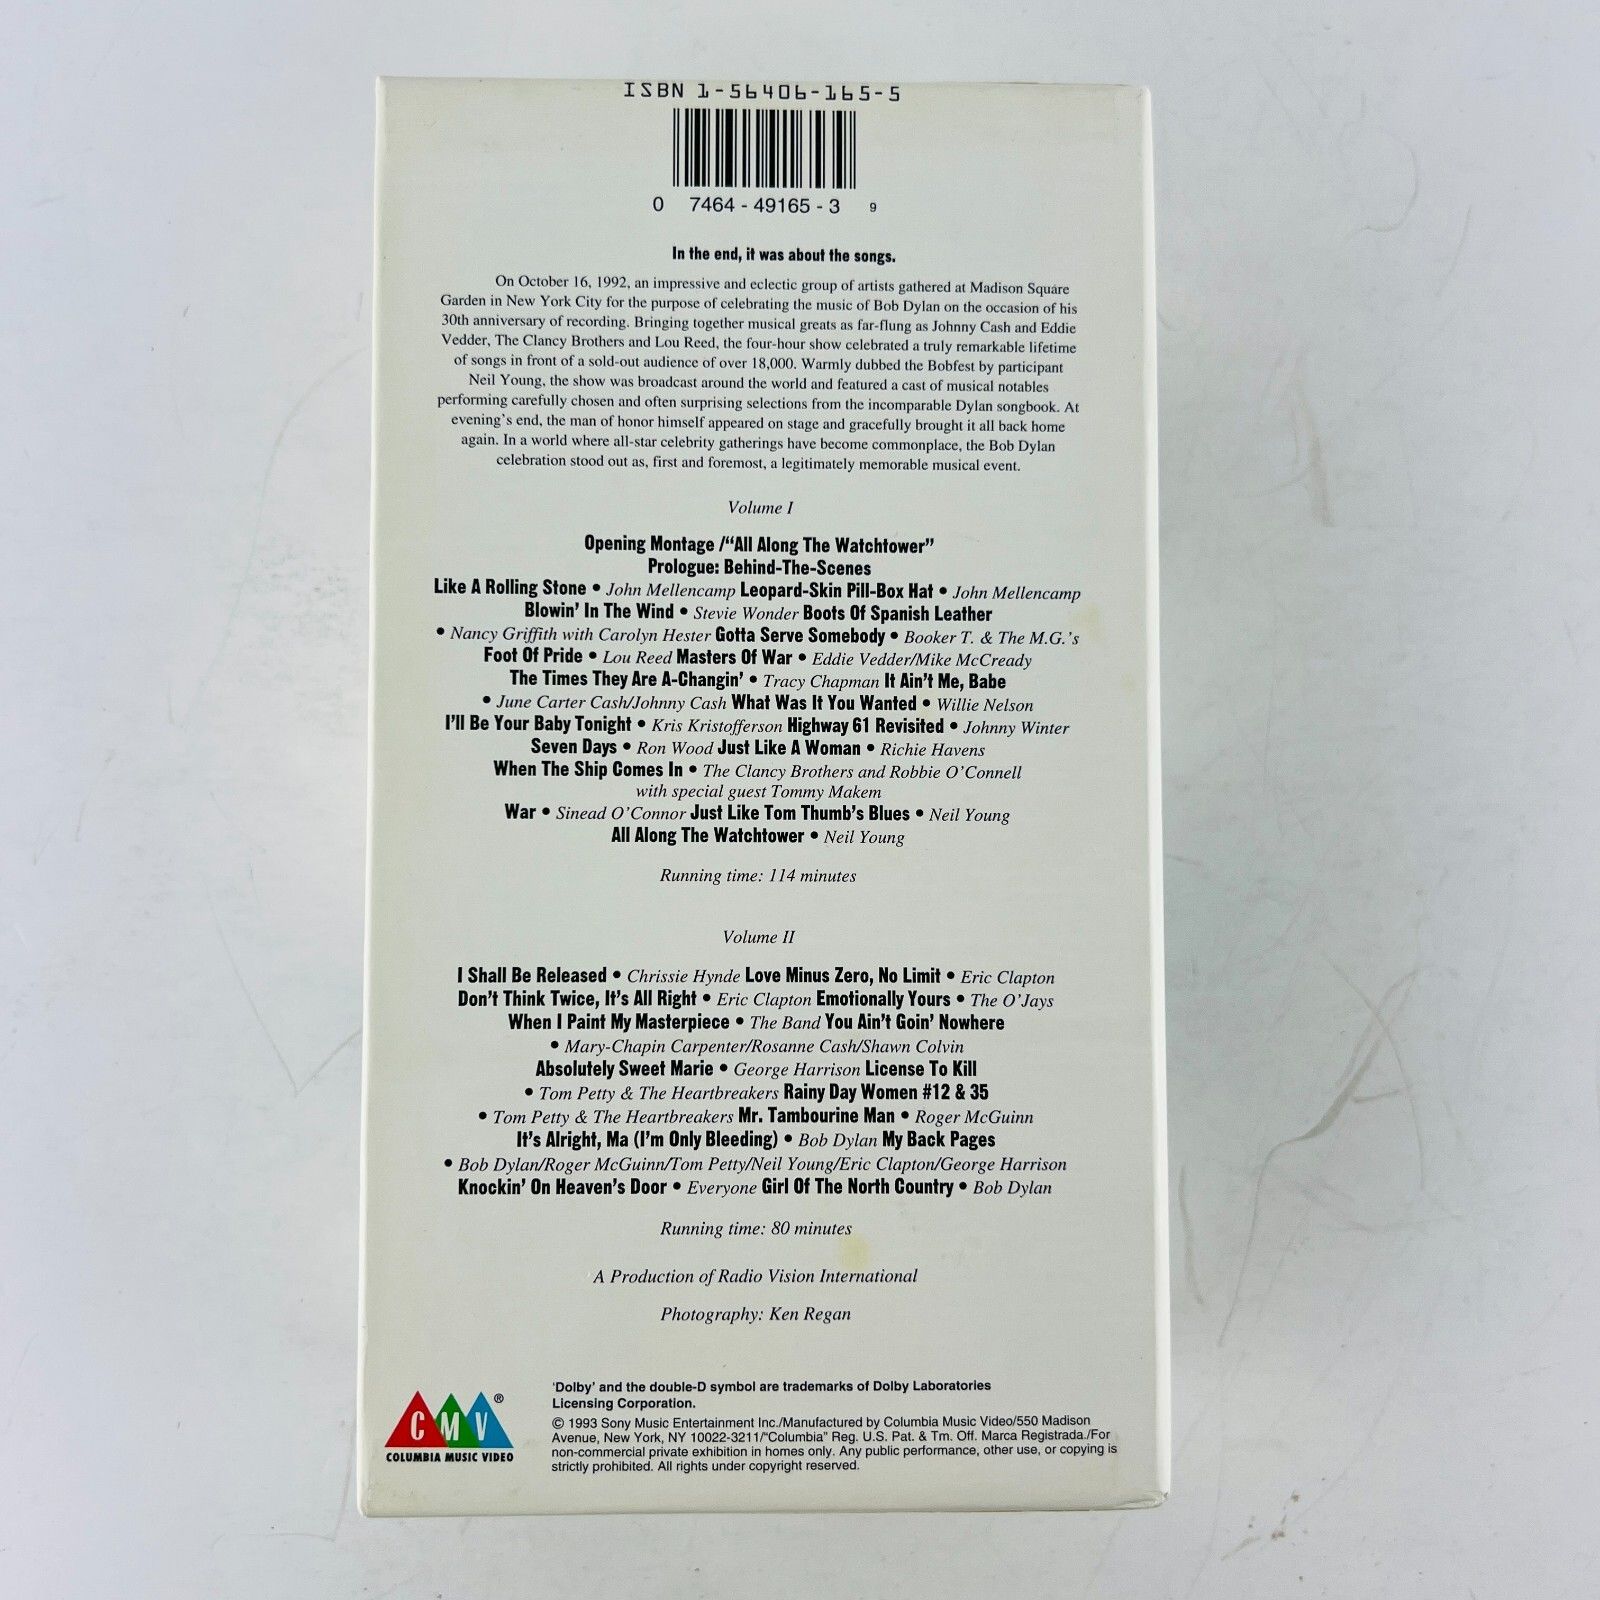 ISBN 1-56406-165-5
0 7464 - 49165 - 3 9
In the end, it was about the songs.
On October 16, 1992, an impressive and eclectic group of artists gathered at Madison Square
Garden in New York City for the purpose of celebrating the music of Bob Dylan on the occasion of his
30th anniversary of recording. Bringing together musical greats as far-flung as Johnny Cash and Eddie
Vedder, The Clancy Brothers and Lou Reed, the four-hour show celebrated a truly remarkable lifetime
of songs in front of a sold-out audience of over 18,000. Warmly dubbed the Bobfest by participant
Neil Young, the show was broadcast around the world and featured a cast of musical notables
performing carefully chosen and often surprising selections from the incomparable Dylan songbook. At
evening's end, the man of honor himself appeared on stage and gracefully brought it all back home
again. In a world where all-star celebrity gatherings have become commonplace, the Bob Dylan
celebration stood out as, first and foremost, a legitimately memorable musical event.
Volume I
Opening Montage /“All Along The Watchtower”
Prologue: Behind-The-Scenes
Like A Rolling Stone • John Mellencamp Leopard-Skin Pill-Box Hat • John Mellencamp
Blowin' In The Wind • Stevie Wonder Boots Of Spanish Leather
• Nancy Griffith with Carolyn Hester Gotta Serve Somebody • Booker T. & The M.G.'s
Foot Of Pride • Lou Reed Masters Of War • Eddie Vedder/Mike McCready
The Times They Are A-Changin' • Tracy Chapman It Ain't Me, Babe
• June Carter Cash/Johnny Cash What Was It You Wanted • Willie Nelson
I'll Be Your Baby Tonight • Kris Kristofferson Highway 61 Revisited • Johnny Winter
Seven Days • Ron Wood Just Like A Woman • Richie Havens
When The Ship Comes In • The Clancy Brothers and Robbie O'Connell
with special guest Tommy Makem
War • Sinead O'Connor Just Like Tom Thumb's Blues • Neil Young
All Along The Watchtower • Neil Young
Running time: 114 minutes
Volume II
I Shall Be Released • Chrissie Hynde Love Minus Zero, No Limit • Eric Clapton
Don't Think Twice, It's All Right • Eric Clapton Emotionally Yours • The O'Jays
When I Paint My Masterpiece • The Band You Ain't Goin' Nowhere
• Mary-Chapin Carpenter/Rosanne Cash/Shawn Colvin
Absolutely Sweet Marie • George Harrison License To Kill
• Tom Petty & The Heartbreakers Rainy Day Women #12 & 35
• Tom Petty & The Heartbreakers Mr. Tambourine Man • Roger McGuinn
It's Alright, Ma (I'm Only Bleeding) • Bob Dylan My Back Pages
• Bob Dylan/Roger McGuinn/Tom Petty/Neil Young/Eric Clapton/George Harrison
Knockin' On Heaven's Door • Everyone Girl Of The North Country • Bob Dylan
Running time: 80 minutes
A Production of Radio Vision International
Photography: Ken Regan
CMV®
COLUMBIA MUSIC VIDEO
'Dolby' and the double-D symbol are trademarks of Dolby Laboratories
Licensing Corporation.
© 1993 Sony Music Entertainment Inc./Manufactured by Columbia Music Video/550 Madison
Avenue, New York, NY 10022-3211/"Columbia" Reg. U.S. Pat. & Tm. Off. Marca Registrada./For
non-commercial private exhibition in homes only. Any public performance, other use, or copying is
strictly prohibited. All rights under copyright reserved.